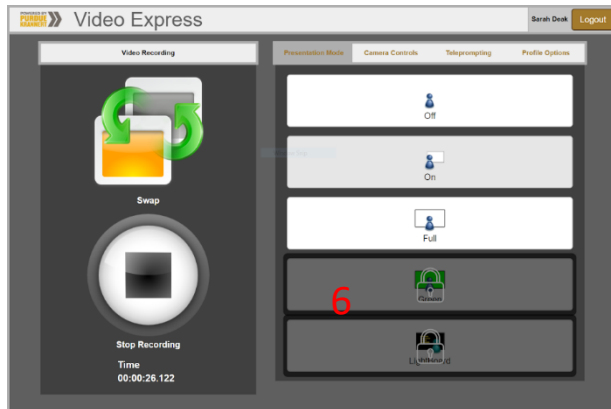 POWERED BY
PURDUE
Video Express
Sarah Deak
Logout
Video Recording
Presentation Mode
Camera Controls
Teleprompting
Profile Options
Off
On
Swap
Full
6
Green
Lightboard
Stop Recording
Time
00:00:26.122